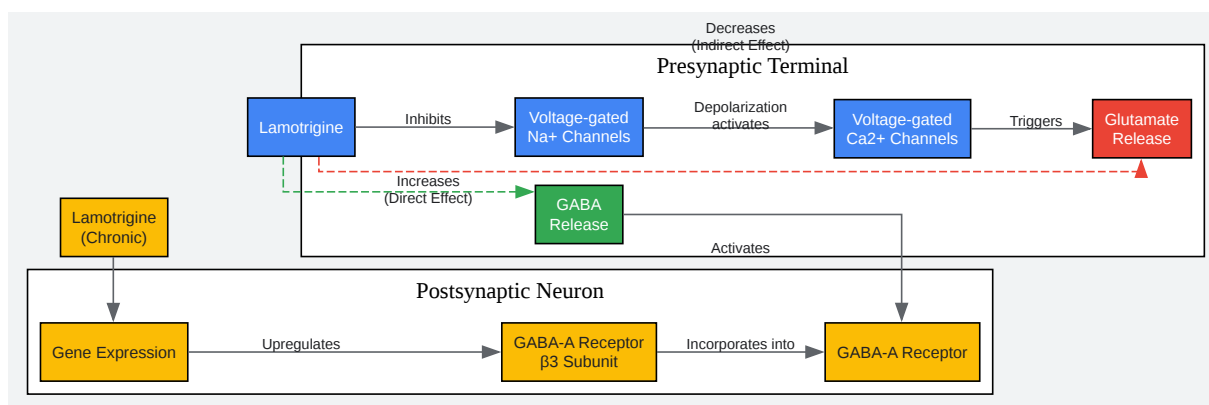 Decreases
(Indirect Effect)
Presynaptic Terminal
Lamotrigine
Inhibits
Voltage-gated
Na+ Channels
Depolarization
activates
Voltage-gated
Ca2+ Channels
Triggers
Glutamate
Release
Increases
(Direct Effect)
GABA
Release
Lamotrigine
(Chronic)
Activates
Postsynaptic Neuron
Gene Expression
Upregulates
GABA-A Receptor
β3 Subunit
Incorporates into
GABA-A Receptor